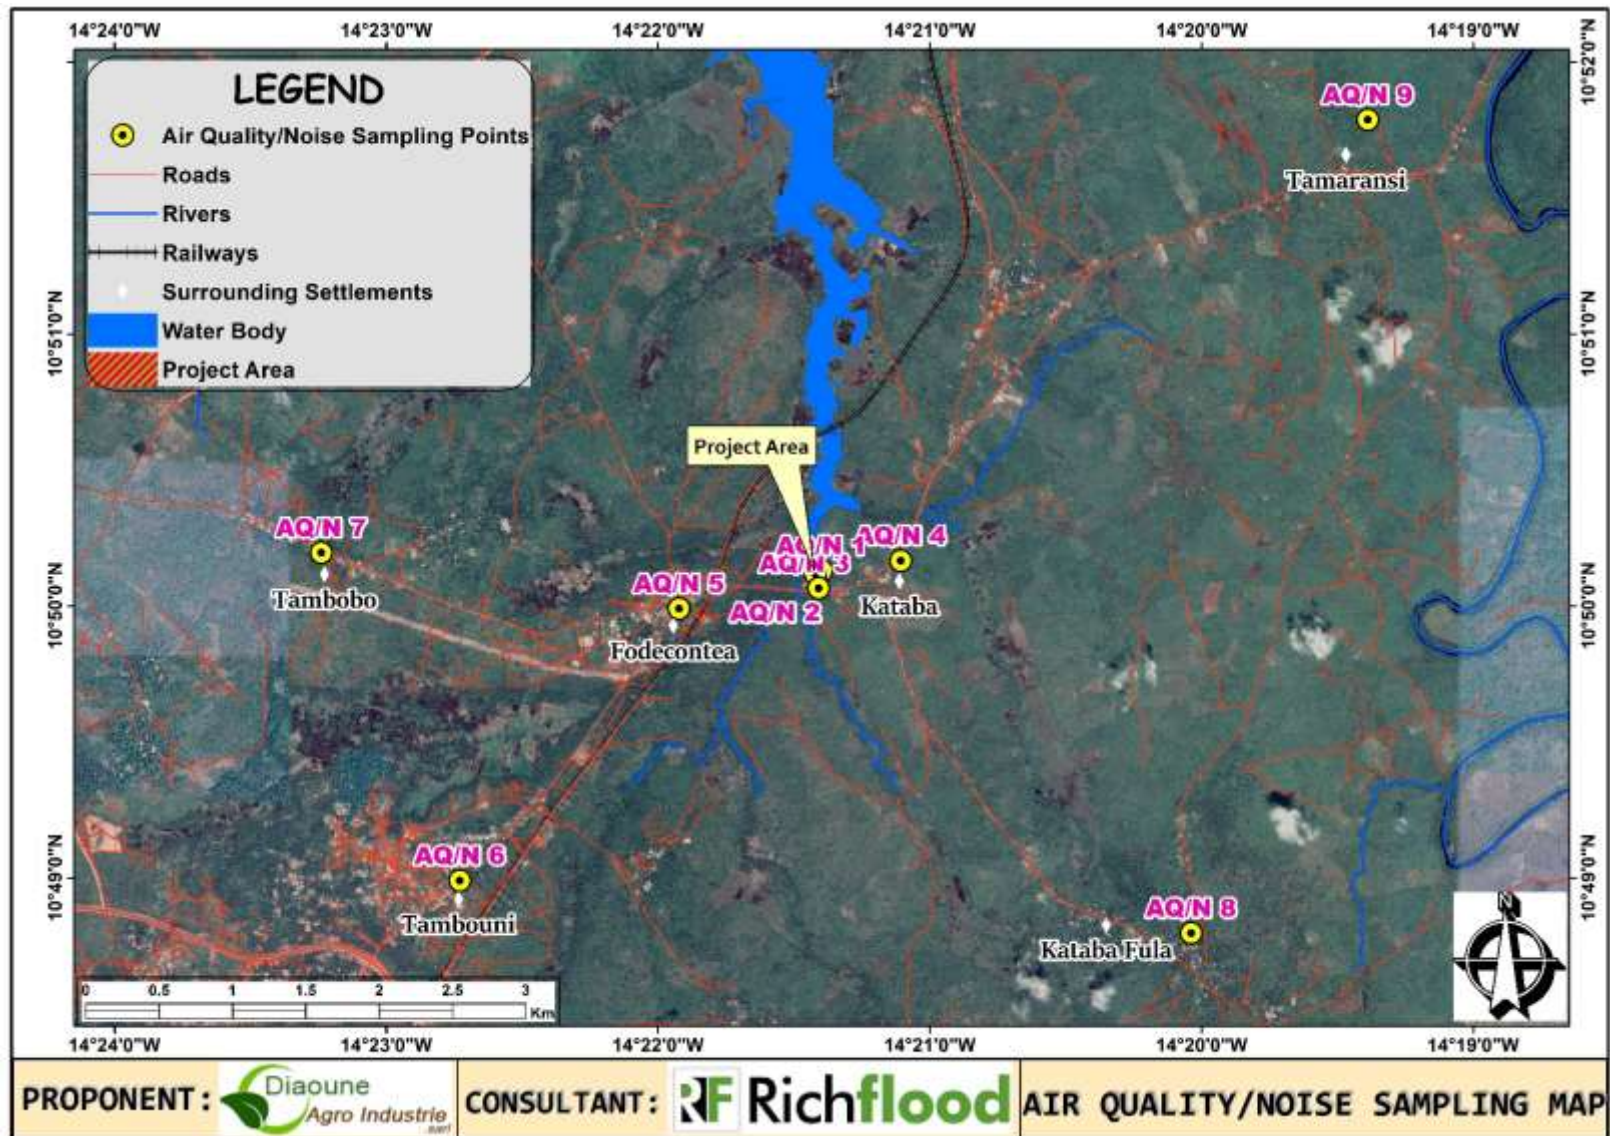 14°24'0"W 14°23'0"W 14°22'0"W 14°21'0"W 14°20'0"W 14°19'0"W
LEGEND
Air Quality/Noise Sampling Points
Roads
Rivers
Railways
Surrounding Settlements
Water Body
Project Area
10°52'0"N
10°51'0"N
10°51'0"N
10°50'0"N
10°50'0"N
10°49'0"N
10°49'0"N
AQ/N 9
Tamaransi
Project Area
AQ/N 7
Tambobo
AQ/N 1
AQ/N 4
AQ/N 3
AQ/N 5
AQ/N 2
Kataba
Fodecontea
AQ/N 6
Tambouni
AQ/N 8
Kataba Fula
N
0 0.5 1 1.5 2 2.5 3
Km
14°24'0"W 14°23'0"W 14°22'0"W 14°21'0"W 14°20'0"W 14°19'0"W
PROPONENT: Diaoune
Agro Industrie
sarl
CONSULTANT: RF Richflood
AIR QUALITY/NOISE SAMPLING MAP